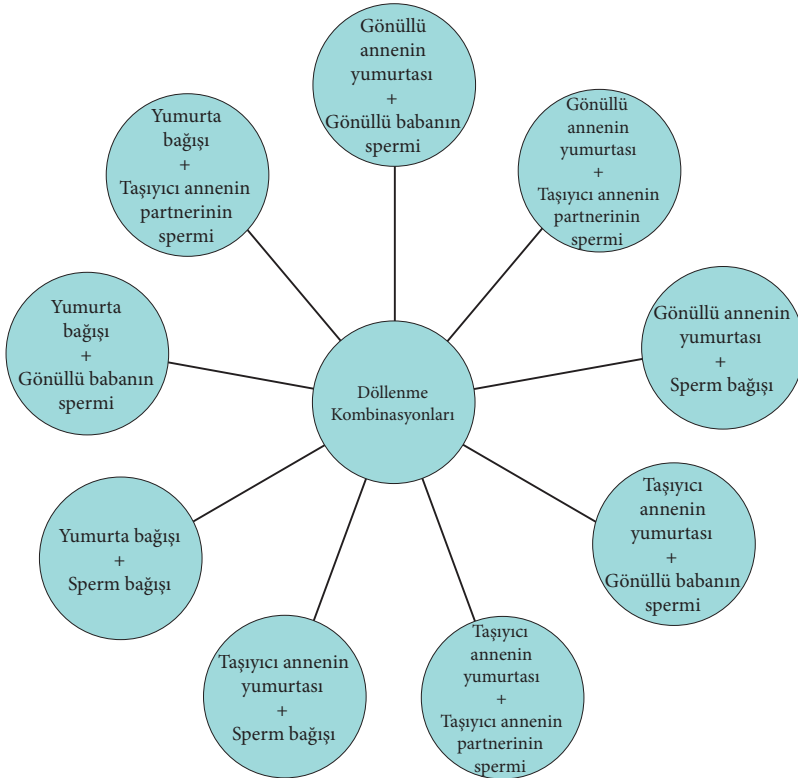 Gönüllü
annenin
yumurtası
+
Gönüllü babanın
spermi
Gönüllü
annenin
yumurtası
+
Taşıyıcı annenin
partnerinin
spermi
Gönüllü annenin
yumurtası
+
Sperm bağışı
Taşıyıcı
annenin
yumurtası
+
Gönüllü babanın
spermi
Taşıyıcı
annenin
yumurtası
+
Taşıyıcı annenin
partnerinin
spermi
Taşıyıcı annenin
yumurtası
+
Sperm bağışı
Yumurta bağışı
+
Sperm bağışı
Yumurta
bağışı
+
Gönüllü babanın
spermi
Yumurta
bağışı
+
Taşıyıcı annenin
partnerinin
spermi
Döllenme
Kombinasyonları